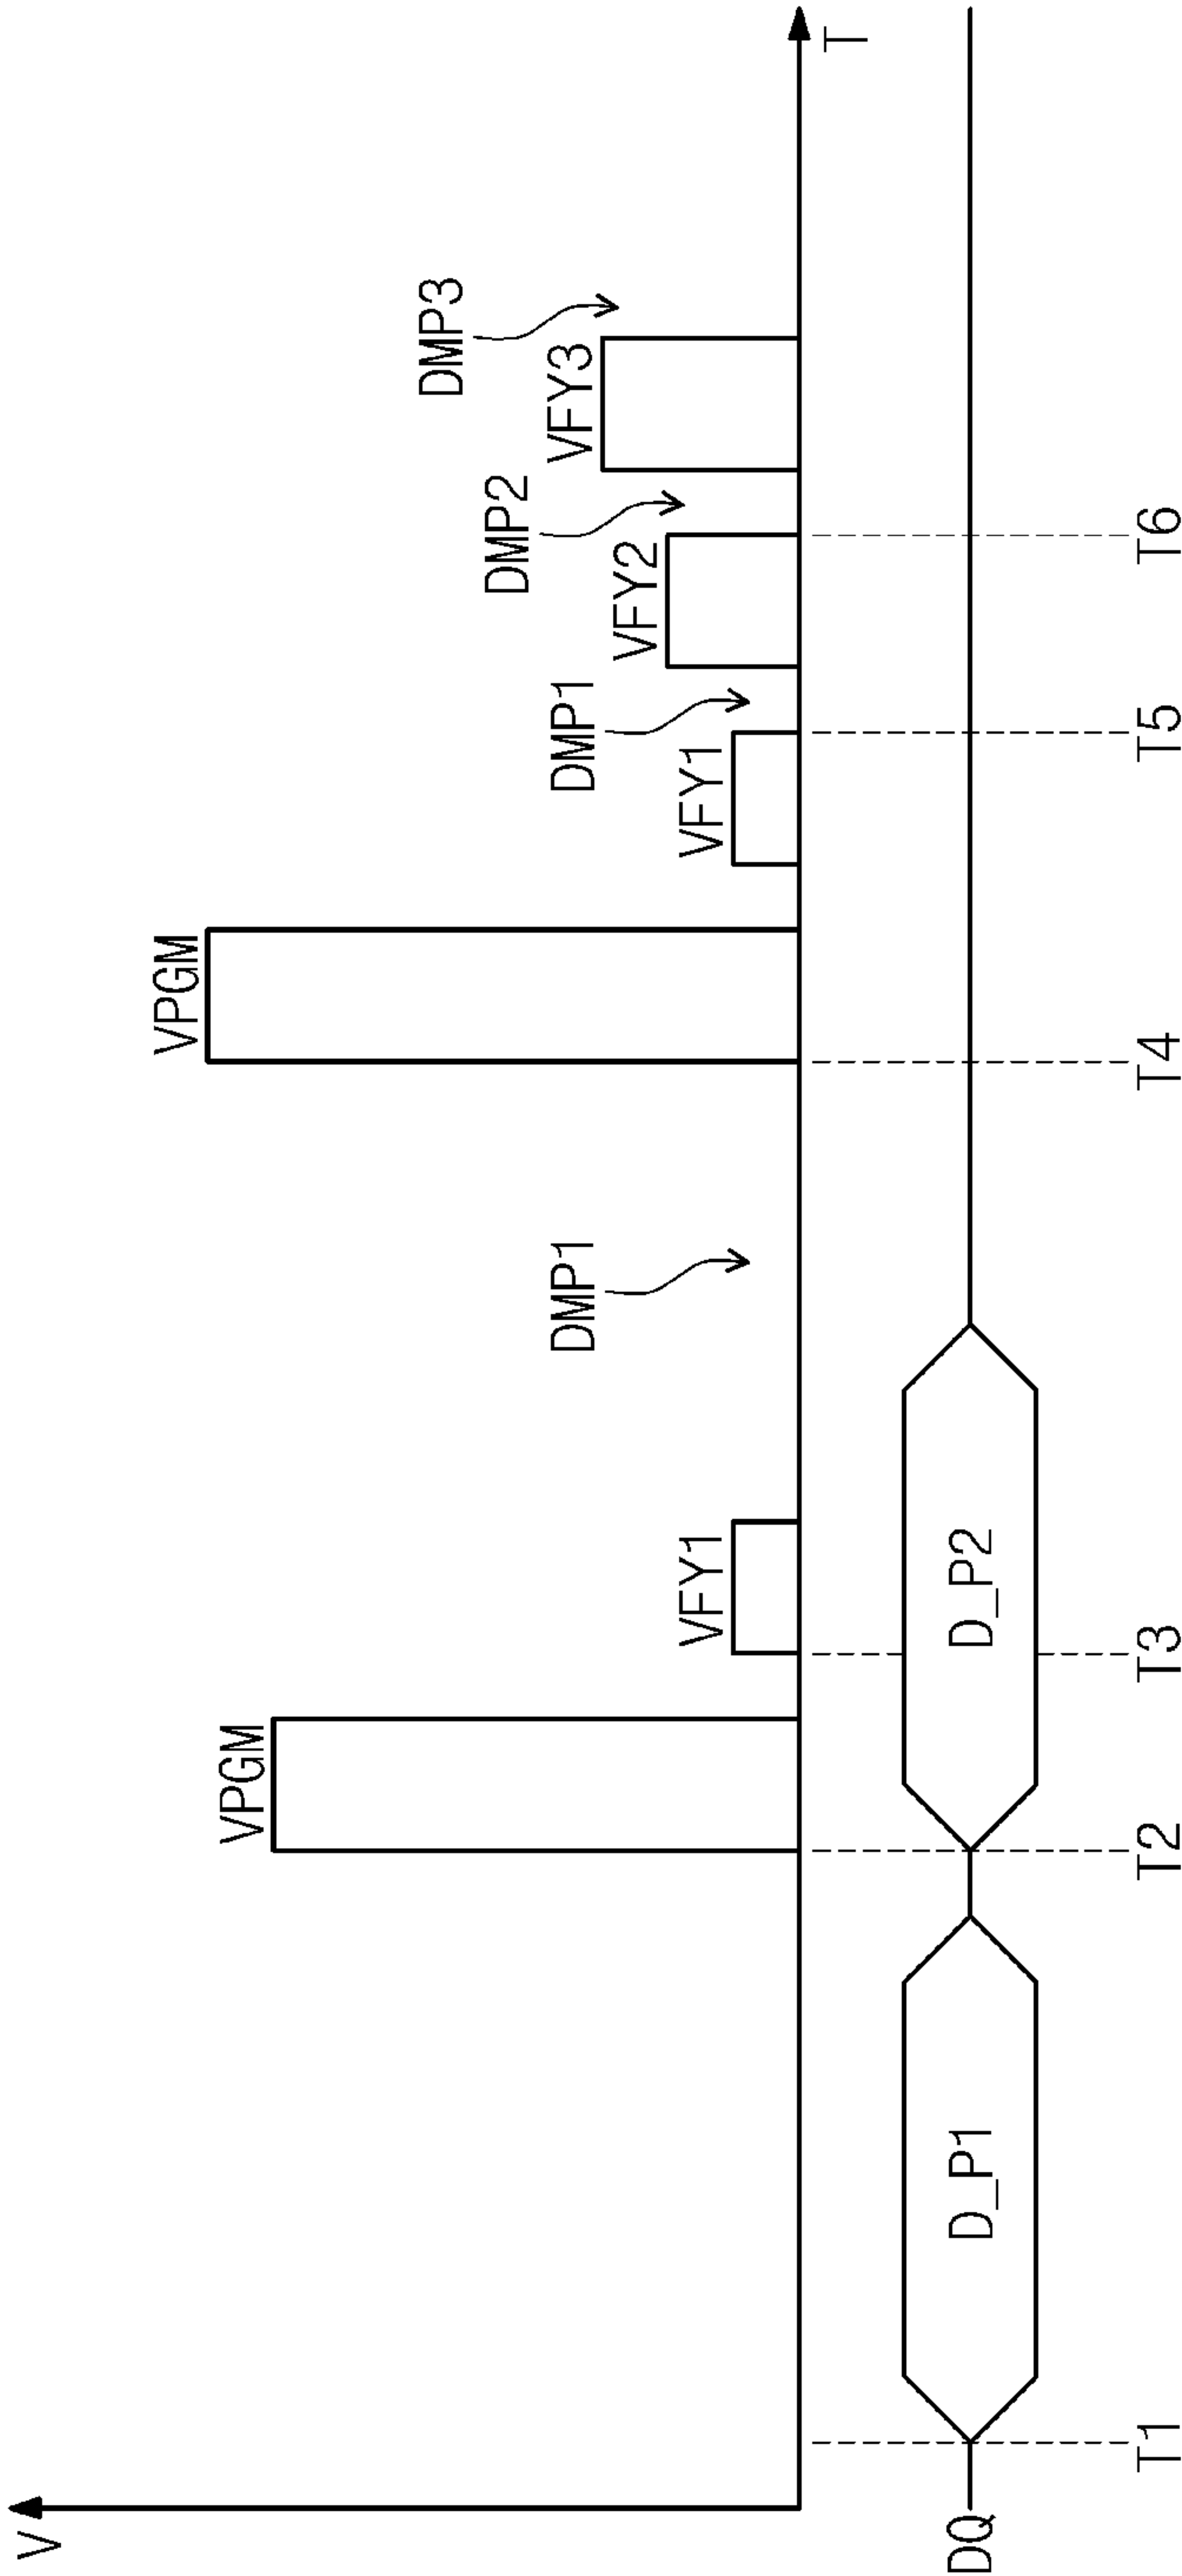 V
VPGM
VPGM
DMP3
VFY3
DMP2
VFY2
DMP1
VFY1
DMP1
VFY1
T
DQ
D_P1
D_P2
T1
T2
T3
T4
T5
T6